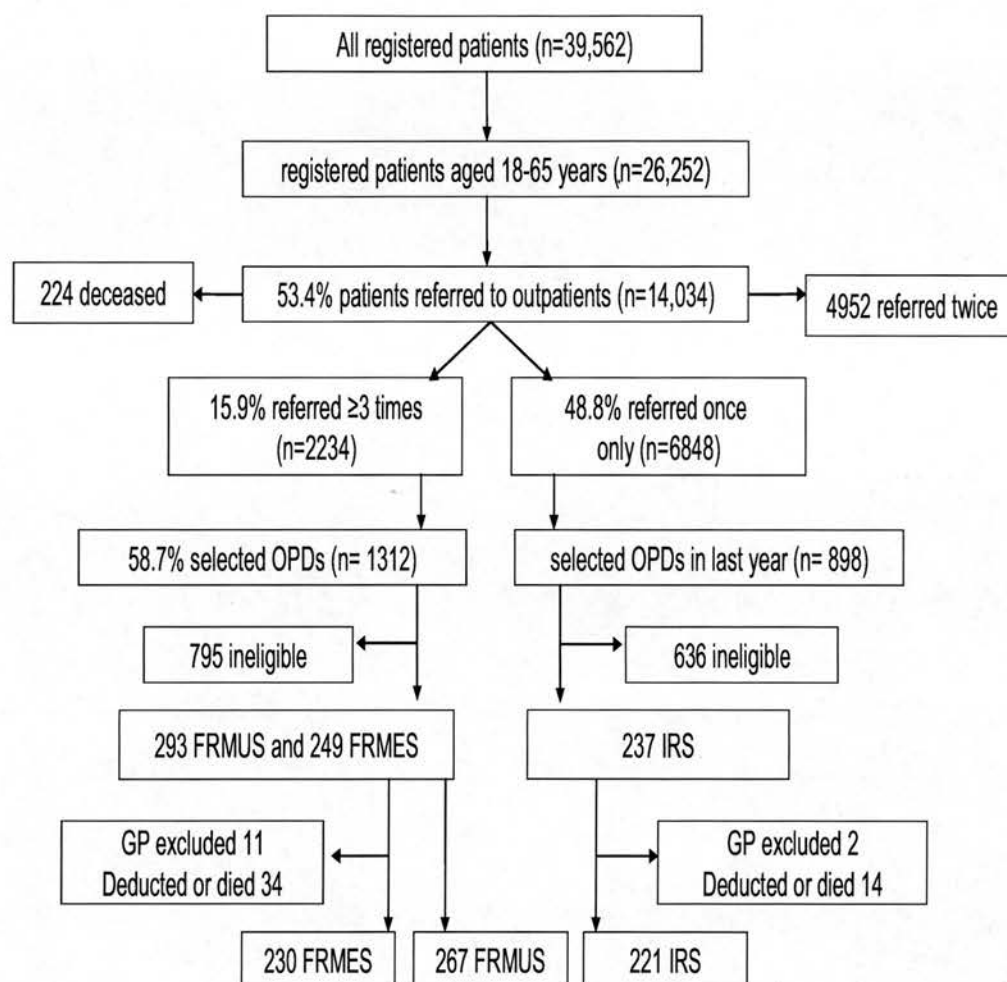 All registered patients (n=39,562)
registered patients aged 18-65 years (n=26,252)
224 deceased
53.4% patients referred to outpatients (n=14,034)
4952 referred twice
15.9% referred ≥3 times
(n=2234)
48.8% referred once
only (n=6848)
58.7% selected OPDs (n= 1312)
selected OPDs in last year (n= 898)
795 ineligible
636 ineligible
293 FRMUS and 249 FRMES
237 IRS
GP excluded 11
Deducted or died 34
GP excluded 2
Deducted or died 14
230 FRMES
267 FRMUS
221 IRS